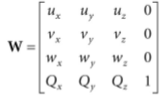 W = [ u_x u_y u_z 0
v_x v_y v_z 0
w_x w_y w_z 0
Q_x Q_y Q_z 1 ]